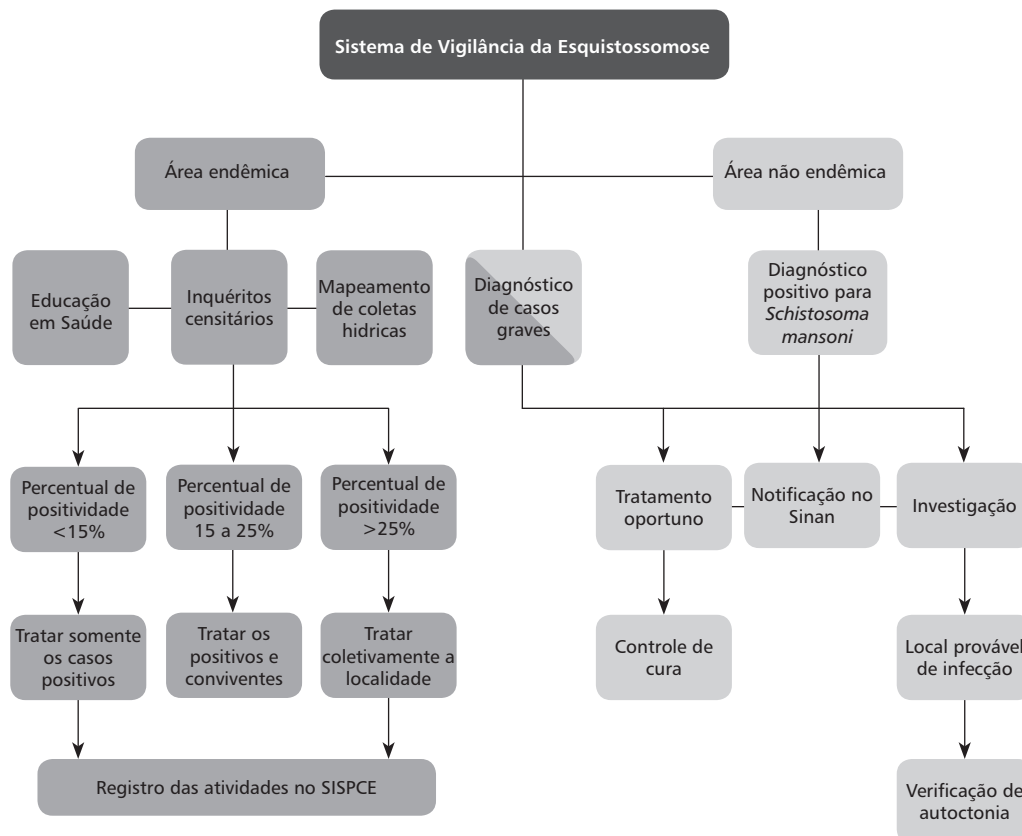 Sistema de Vigilância da Esquistossomose
Área endêmica
Área não endêmica
Educação
em Saúde
Inquéritos
censitários
Mapeamento
de coletas
hidricas
Diagnóstico
de casos
graves
Diagnóstico
positivo para
Schistosoma
mansoni
Percentual de
positividade
<15%
Percentual de
positividade
15 a 25%
Percentual de
positividade
>25%
Tratamento
oportuno
Notificação no
Sinan
Investigação
Tratar somente
os casos
positivos
Tratar os
positivos e
conviventes
Tratar
coletivamente a
localidade
Controle de
cura
Local provável
de infecção
Registro das atividades no SISPCE
Verificação de
autoctonia